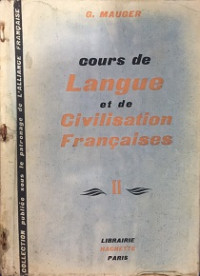 G. MAUGER
cours de
Langue
et de
Civilisation
Françaises
II
LIBRAIRIE
HACHETTE
PARIS
COLLECTION publiée sous le patronage de L'ALLIANCE FRANÇAISE